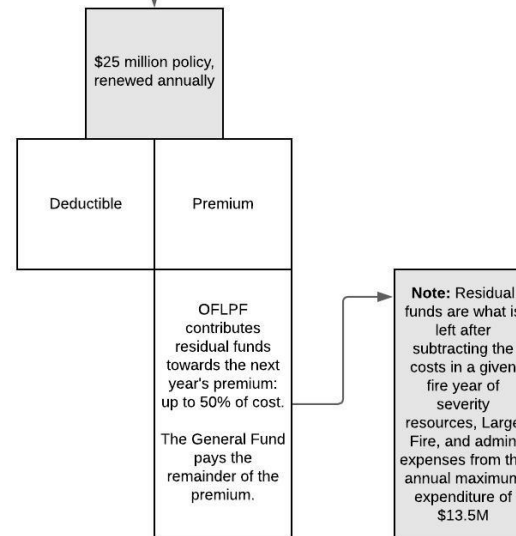 $25 million policy,
renewed annually
Deductible
Premium
OFLPF
contributes
residual funds
towards the next
year's premium:
up to 50% of cost.
The General Fund
pays the
remainder of the
premium.
Note: Residual
funds are what is
left after
subtracting the
costs in a given
fire year of
severity
resources, Large
Fire, and admin
expenses from th
annual maximum
expenditure of
$13.5M